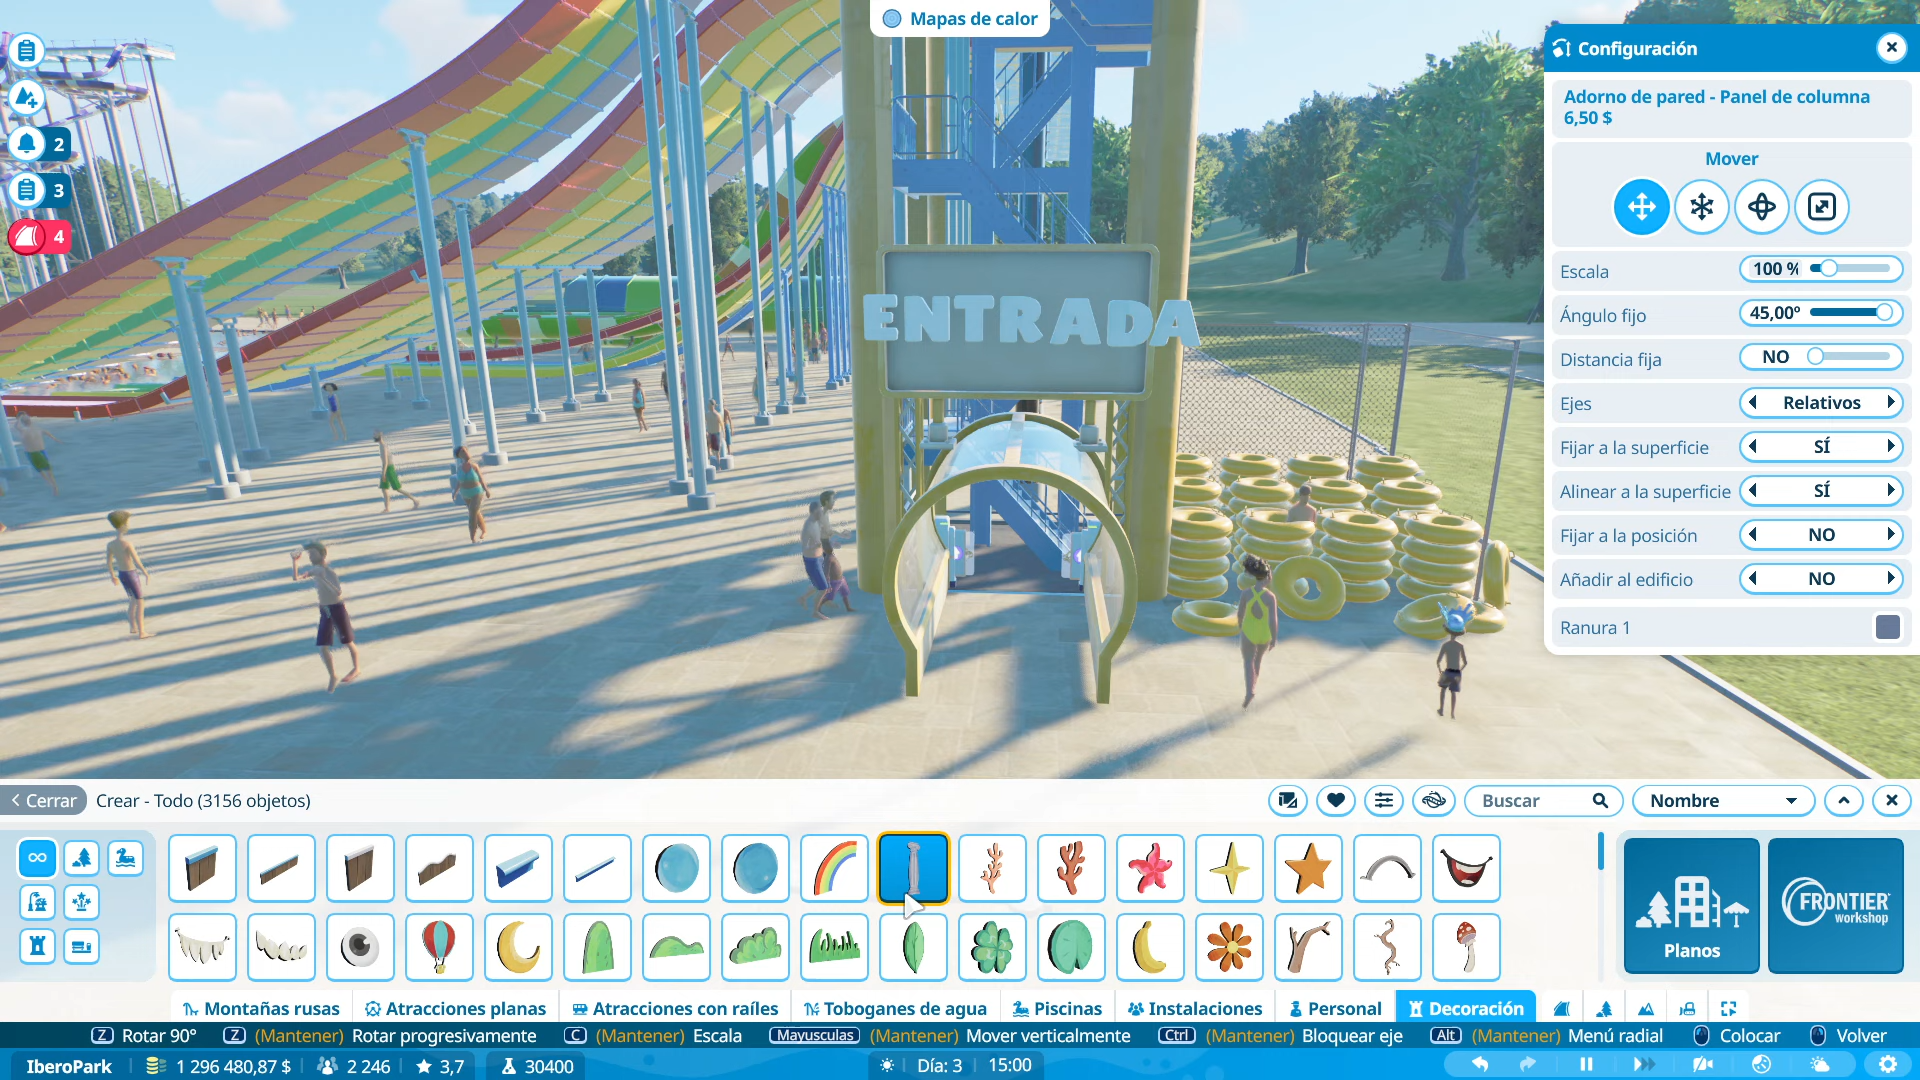 Mapas de calor
2
3
4
ENTRADA
Configuración
Adorno de pared - Panel de columna
6,50 $
Mover
Escala
100 %
Ángulo fijo
45,00º
Distancia fija
NO
Ejes
Relativos
Fijar a la superficie
SÍ
Alinear a la superficie
SÍ
Fijar a la posición
NO
Añadir al edificio
NO
Ranura 1
Cerrar
Crear - Todo (3156 objetos)
Buscar
Nombre
Planos
FRONTIER
workshop
Montañas rusas
Atracciones planas
Atracciones con raíles
Toboganes de agua
Piscinas
Instalaciones
Personal
Decoración
Z Rotar 90°
Z (Mantener) Rotar progresivamente
C (Mantener) Escala
Mayusculas (Mantener) Mover verticalmente
Ctrl (Mantener) Bloquear eje
Alt (Mantener) Menú radial
Colocar
Volver
IberoPark
1 296 480,87 $
2 246
3,7
30400
Día: 3
15:00